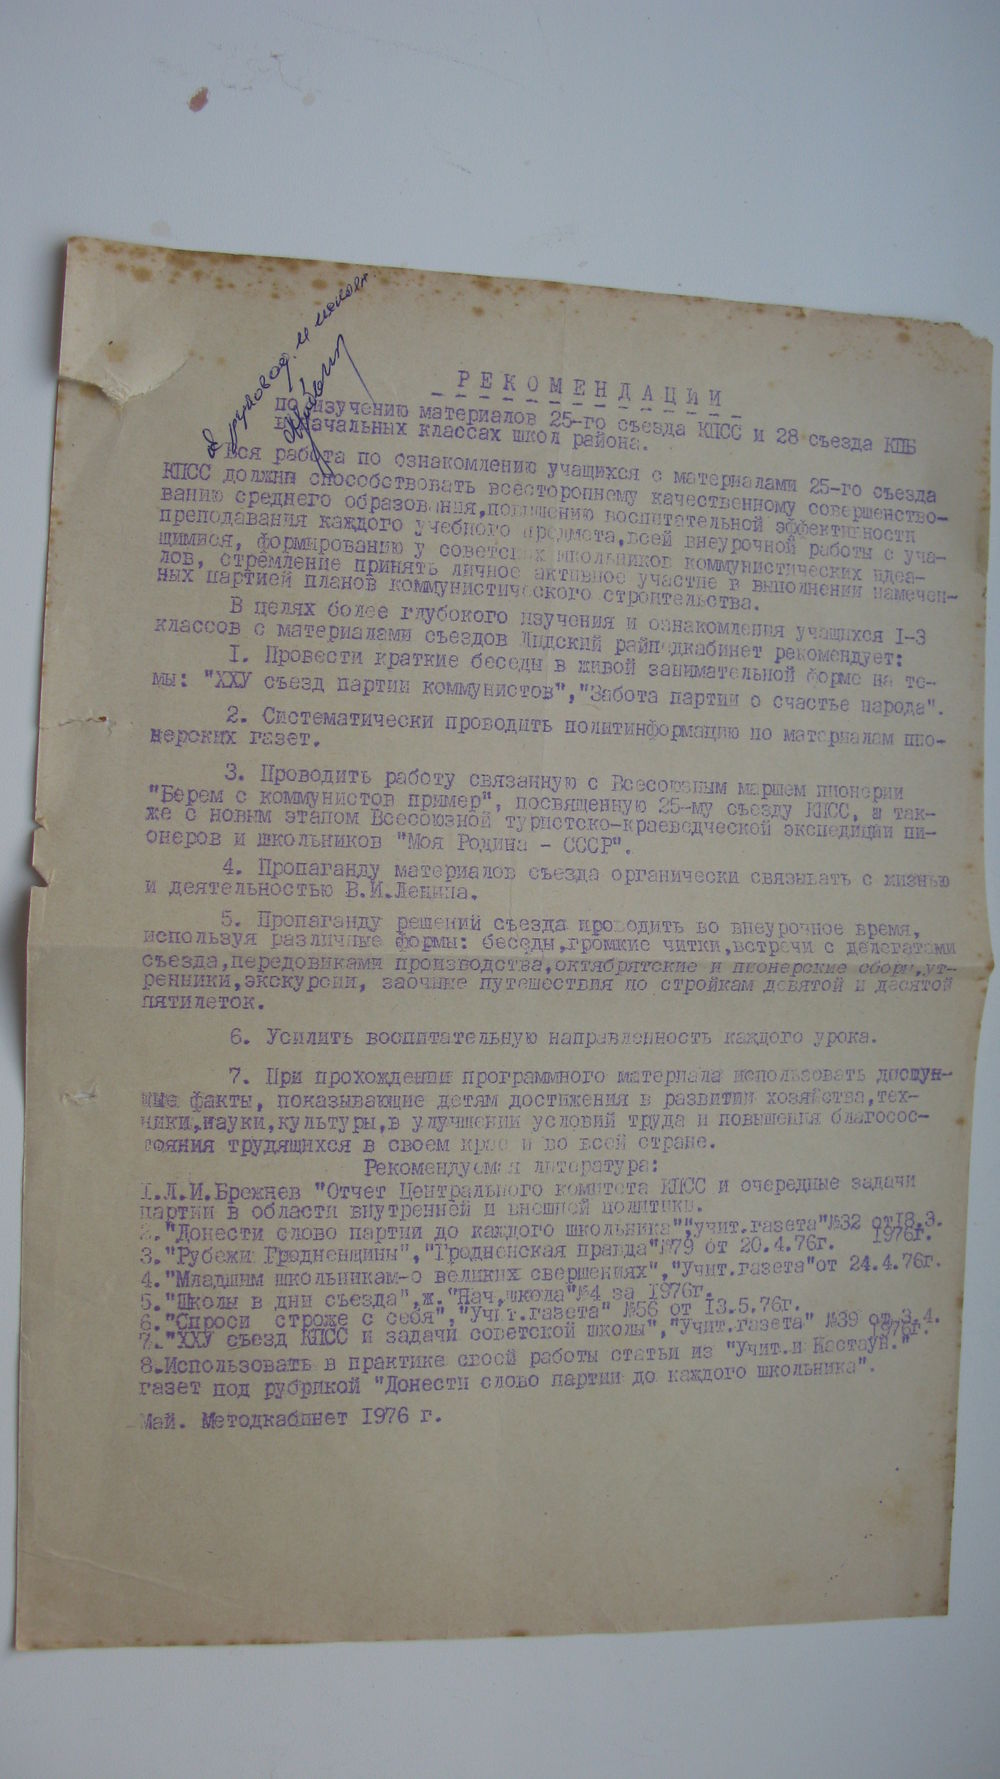 РЕКОМЕНДАЦИИ
по изучению материалов 25-го съезда КПСС и 28 съезда КПБ
в начальных классах школ района.
Вся работа по ознакомлению учащихся с материалами 25-го съезда
КПСС должна способствовать всестороннему качественному совершенство-
ванию среднего образования,повышению воспитательной эффективности
преподавания каждого учебного предмета,всей внеурочной работы с уча-
щимися, формированию у советских школьников коммунистических идеа-
лов, стремление принять личное активное участие в выполнении намечен-
ных партией планов коммунистического строительства.
В целях более глубокого изучения и ознакомления учащихся I-3
классов с материалами съездов Лидский райпедкабинет рекомендует:
I. Провести краткие беседы в живой занимательной форме на те-
мы: "ХХУ съезд партии коммунистов","Забота партии о счастье народа".
2. Систематически проводить политинформацию по материалам пио-
нерских газет.
3. Проводить работу связанную с Всесоюзным маршем пионерии
"Берем с коммунистов пример", посвященную 25-му съезду КПСС, а так-
же с новым этапом Всесоюзной туристско-краеведческой экспедиции пи-
онеров и школьников "Моя Родина - СССР".
4. Пропаганду материалов съезда органически связывать с жизнью
и деятельностью В.И.Ленина.
5. Пропаганду решений съезда проводить во внеурочное время,
используя различные формы: беседы,громкие читки,встречи с делегатами
съезда,передовиками производства,октябрятские и пионерские сборы,ут-
ренники,экскурсии, заочные путешествия по стройкам девятой и десятой
пятилеток.
6. Усилить воспитательную направленность каждого урока.
7. При прохождении программного материала использовать доступ-
ные факты, показывающие детям достижения в развитии хозяйства,тех-
ники,науки,культуры,в улучшении условий труда и повышения благосос-
тояния трудящихся в своем крае и во всей стране.
Рекомендуемая литература:
I.Л.И.Брежнев "Отчет Центрального комитета КПСС и очередные задачи
партии в области внутренней и внешней политики.
2."Донести слово партии до каждого школьника","учит.газета"№32 от18.3.
1976г.
3."Рубежи Гродненщины","Гродненская правда"№79 от 20.4.76г.
4."Младшим школьникам-о великих свершениях","Учит.газета"от 24.4.76г.
5."Школы в дни съезда",ж."Нач.школа"№4 за 1976г.
6."Спроси строже с себя","Учит.газета" №56 от 13.5.76г.
7."ХХУ съезд КПСС и задачи советской школы","Учит.газета" №39 от 3.4.
1976г.
8.Использовать в практике своей работы статьи из "Учит.и Настаўн."
газет под рубрикой "Донести слово партии до каждого школьника".
Май. Методкабинет 1976 г.